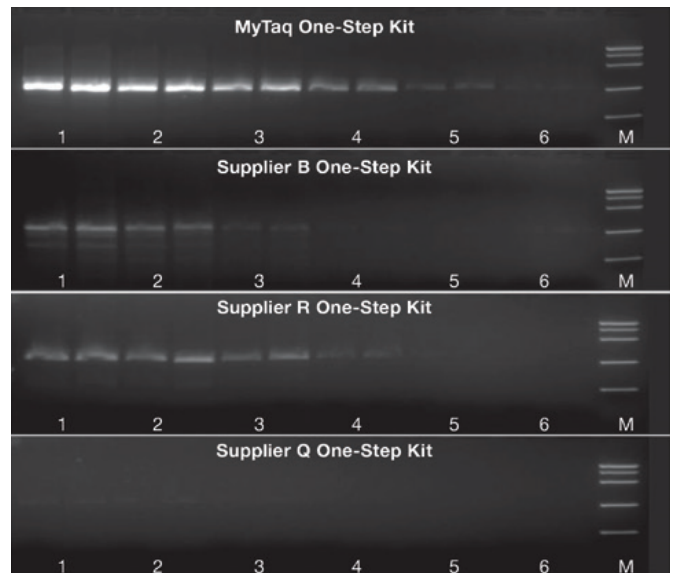 MyTaq One-Step Kit
1 2 3 4 5 6 M
Supplier B One-Step Kit
1 2 3 4 5 6 M
Supplier R One-Step Kit
1 2 3 4 5 6 M
Supplier Q One-Step Kit
1 2 3 4 5 6 M